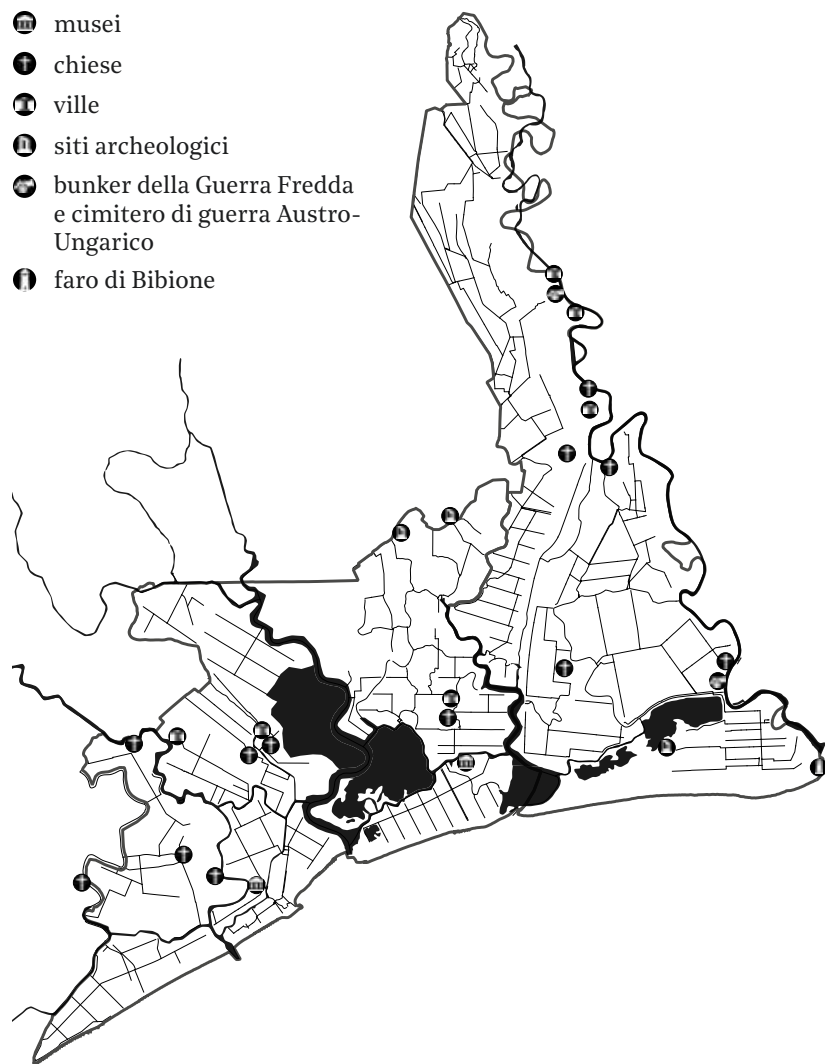 musei
chiese
ville
siti archeologici
bunker della Guerra Fredda
e cimitero di guerra Austro-
Ungarico
faro di Bibione